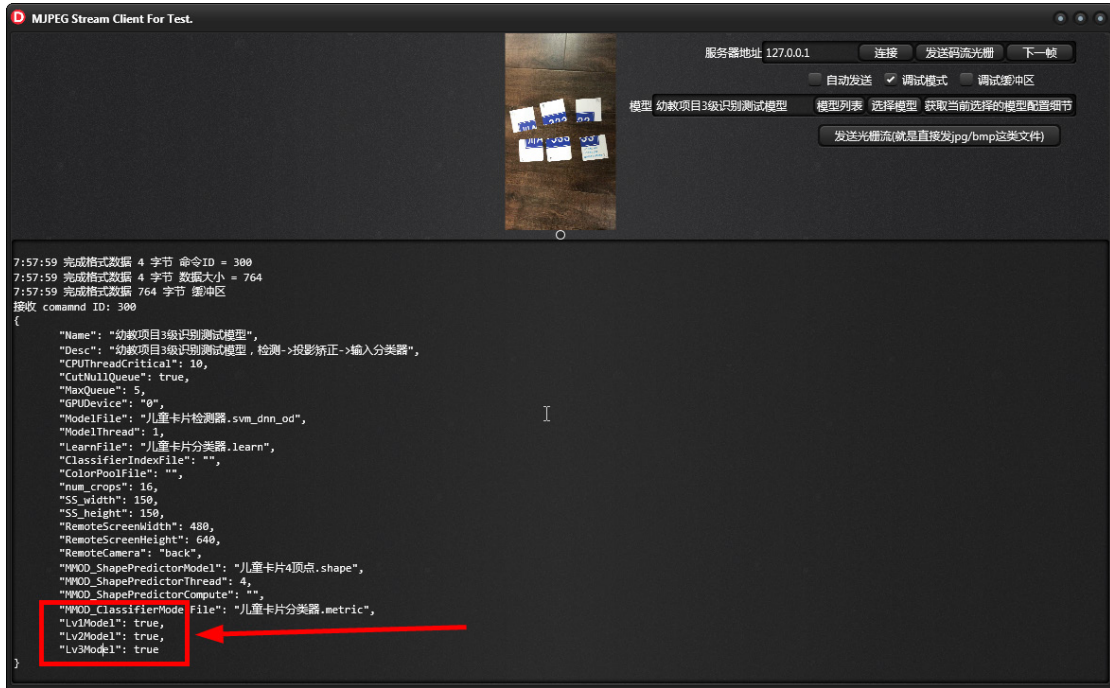 D MJPEG Stream Client For Test.
服务器地址 127.0.0.1 连接 发送码流光栅 下一帧
自动发送 调试模式 调试缓冲区
模型 幼教项目3级识别测试模型 模型列表 选择模型 获取当前选择的模型配置细节
发送光栅流(就是直接发jpg/bmp这类文件)
7:57:59 完成格式数据 4 字节 命令ID = 300
7:57:59 完成格式数据 4 字节 数据大小 = 764
7:57:59 完成格式数据 764 字节 缓冲区
接收 comamnd ID: 300
{
"Name": "幼教项目3级识别测试模型",
"Desc": "幼教项目3级识别测试模型，检测->投影矫正->输入分类器",
"CPUThreadCritical": 10,
"CutNullQueue": true,
"MaxQueue": 5,
"GPUDevice": "0",
"ModelFile": "儿童卡片检测器.svm_dnn_od",
"ModelThread": 1,
"LearnFile": "儿童卡片分类器.learn",
"ClassifierIndexFile": "",
"ColorPoolFile": "",
"num_crops": 16,
"SS_width": 150,
"SS_height": 150,
"RemoteScreenWidth": 480,
"RemoteScreenHeight": 640,
"RemoteCamera": "back",
"MMOD_ShapePredictorModel": "儿童卡片4顶点.shape",
"MMOD_ShapePredictorThread": 4,
"MMOD_ShapePredictorCompute": "",
"MMOD_ClassifierModelFile": "儿童卡片分类器.metric",
"Lv1Model": true,
"Lv2Model": true,
"Lv3Model": true
}